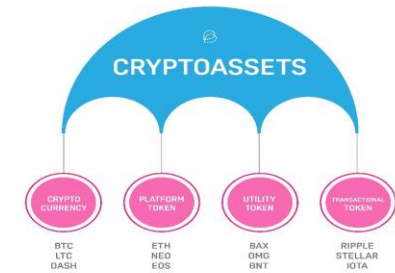 CRYPTOASSETS
CRYPTO
CURRENCY
PLATFORM
TOKEN
UTILITY
TOKEN
TRANSACTIONAL
TOKEN
BTC
LTC
DASH
ETH
NEO
EOS
BAX
OMG
BNT
RIPPLE
STELLAR
IOTA